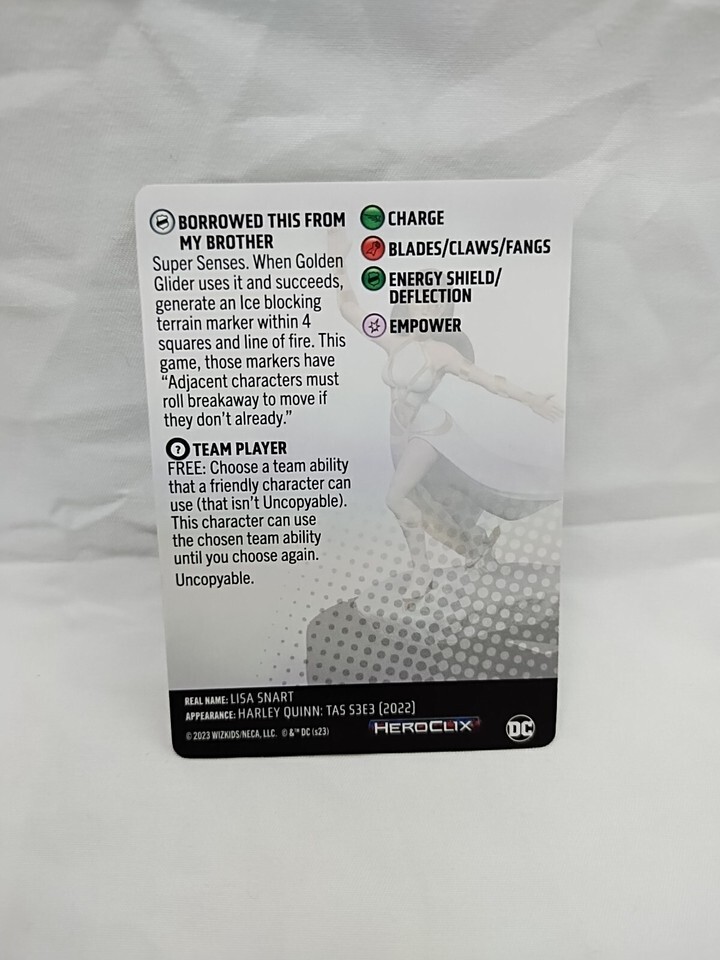 BORROWED THIS FROM
MY BROTHER
Super Senses. When Golden
Glider uses it and succeeds,
generate an Ice blocking
terrain marker within 4
squares and line of fire. This
game, those markers have
“Adjacent characters must
roll breakaway to move if
they don’t already.”
? TEAM PLAYER
FREE: Choose a team ability
that a friendly character can
use (that isn’t Uncopyable).
This character can use
the chosen team ability
until you choose again.
Uncopyable.
CHARGE
BLADES/CLAWS/FANGS
ENERGY SHIELD/
DEFLECTION
EMPOWER
REAL NAME: LISA SNART
APPEARANCE: HARLEY QUINN: TAS S3E3 (2022)
© 2023 WIZKIDS/NECA, LLC. © &™ DC (s23)
HEROCLIX
DC